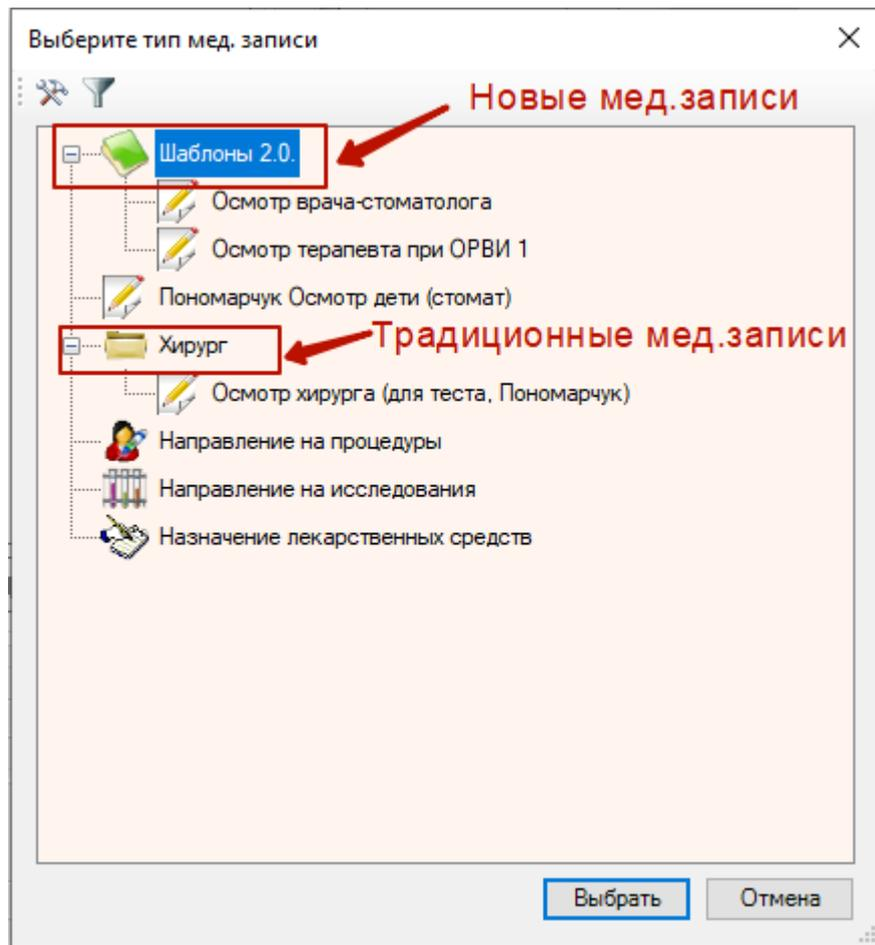 Выберите тип мед. записи
Новые мед.записи
Шаблоны 2.0.
Осмотр врача-стоматолога
Осмотр терапевта при ОРВИ 1
Пономарчук Осмотр дети (стомат)
Традиционные мед.записи
Хирург
Осмотр хирурга (для теста, Пономарчук)
Направление на процедуры
Направление на исследования
Назначение лекарственных средств
Выбрать
Отмена